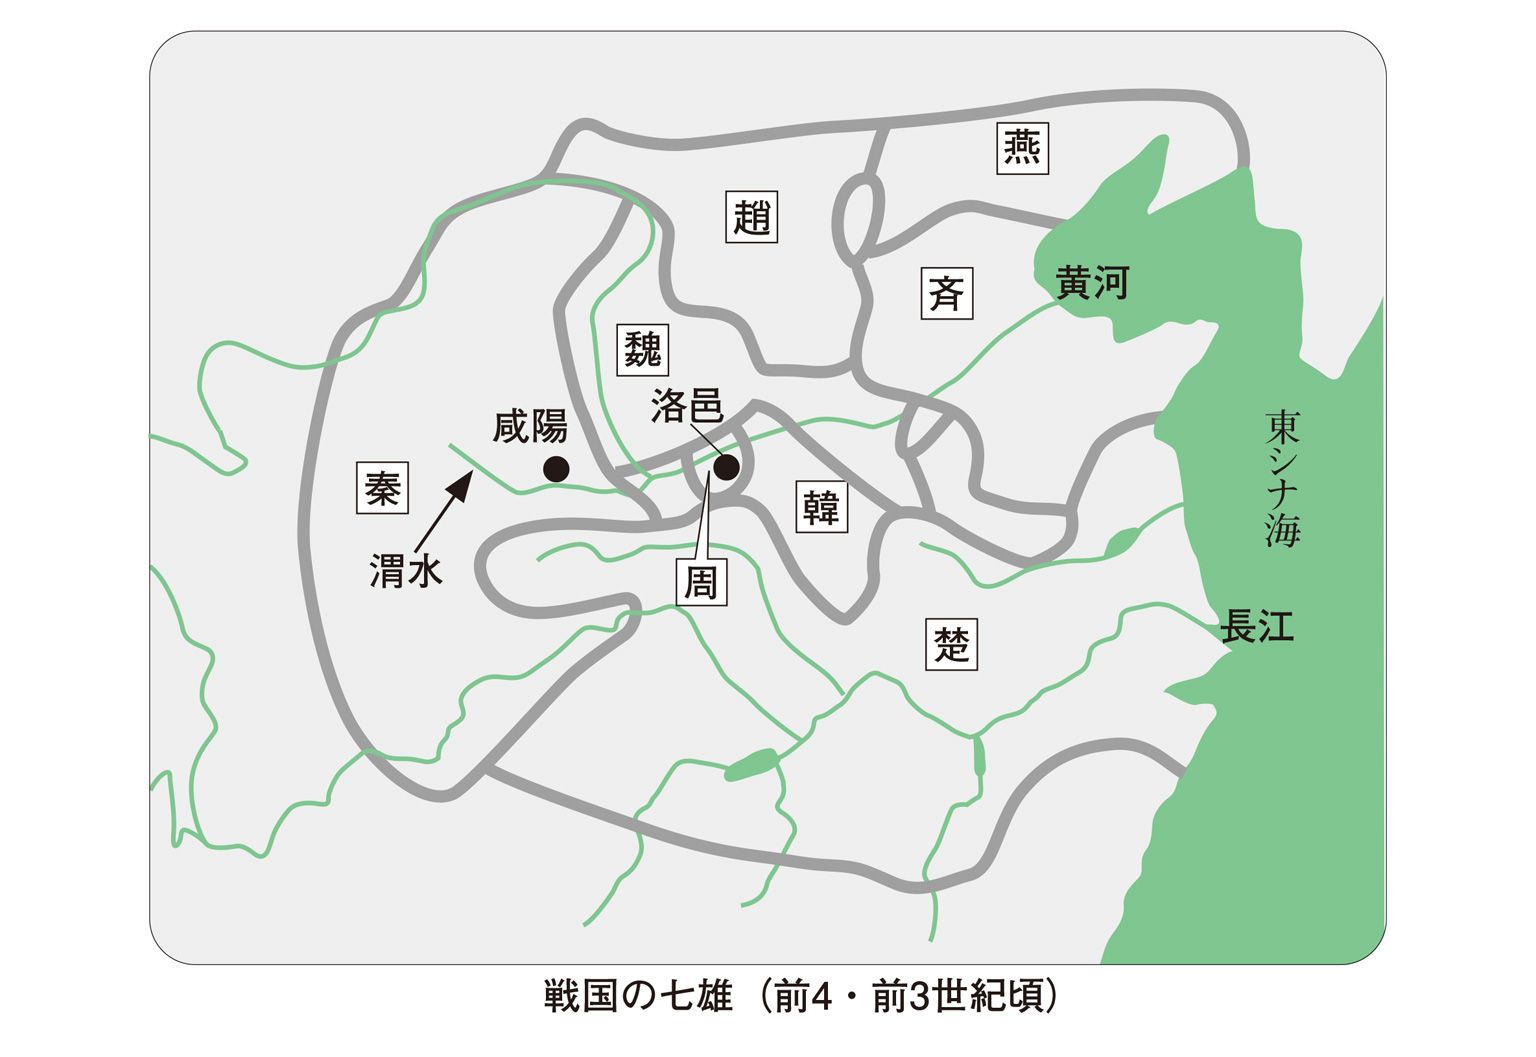 燕
趙
斉
黄河
魏
洛邑
咸陽
東シナ海
秦
韓
渭水
周
長江
楚
戦国の七雄（前4・前3世紀頃）